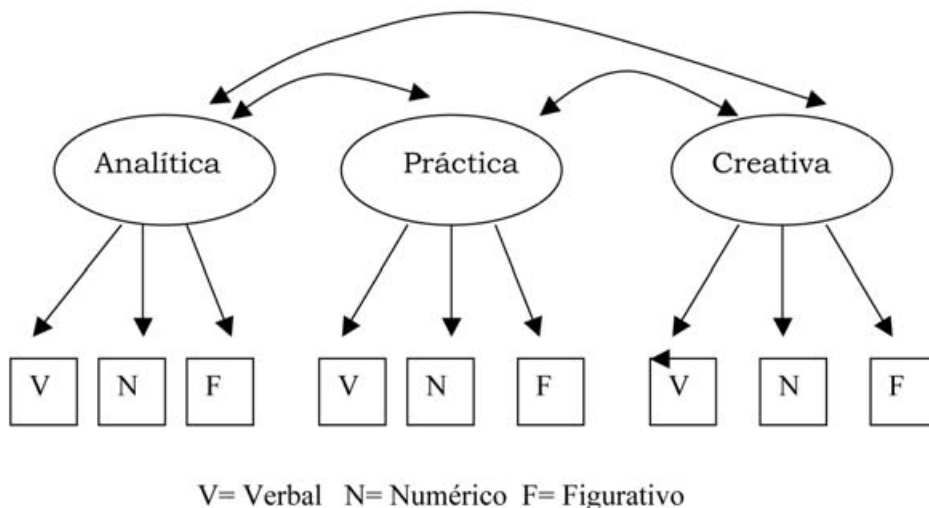 Analítica Práctica Creativa
V N F V N F V N F
V= Verbal N= Numérico F= Figurativo